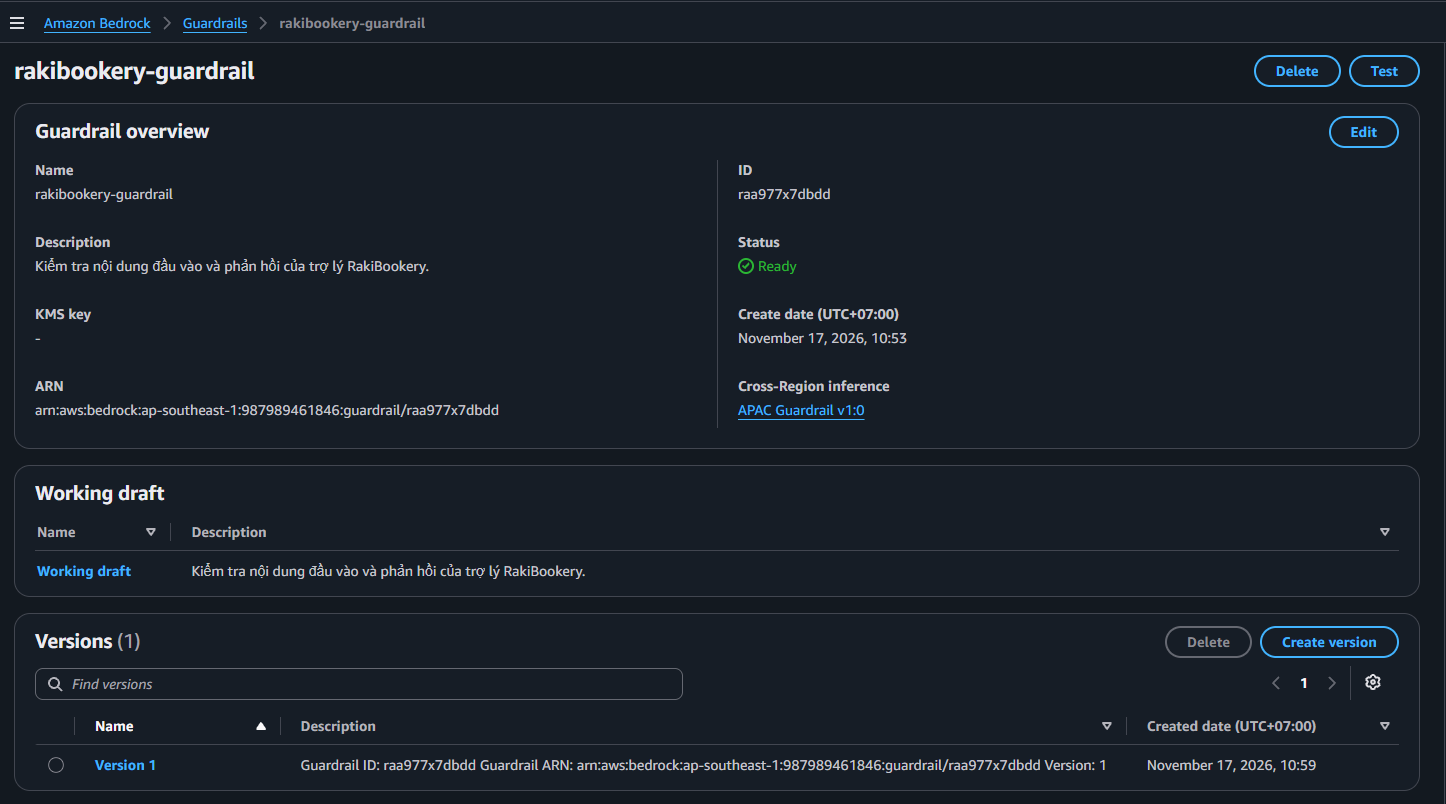 Amazon Bedrock > Guardrails > rakibookery-guardrail
rakibookery-guardrail
Delete
Test
Guardrail overview
Edit
Name
rakibookery-guardrail
Description
Kiểm tra nội dung đầu vào và phản hồi của trợ lý RakiBookery.
KMS key
-
ARN
arn:aws:bedrock:ap-southeast-1:987989461846:guardrail/raa977x7dbdd
ID
raa977x7dbdd
Status
Ready
Create date (UTC+07:00)
November 17, 2026, 10:53
Cross-Region inference
APAC Guardrail v1:0
Working draft
Name Description
Working draft Kiểm tra nội dung đầu vào và phản hồi của trợ lý RakiBookery.
Versions (1)
Delete
Create version
Find versions
1
Name Description Created date (UTC+07:00)
Version 1 Guardrail ID: raa977x7dbdd Guardrail ARN: arn:aws:bedrock:ap-southeast-1:987989461846:guardrail/raa977x7dbdd Version: 1 November 17, 2026, 10:59